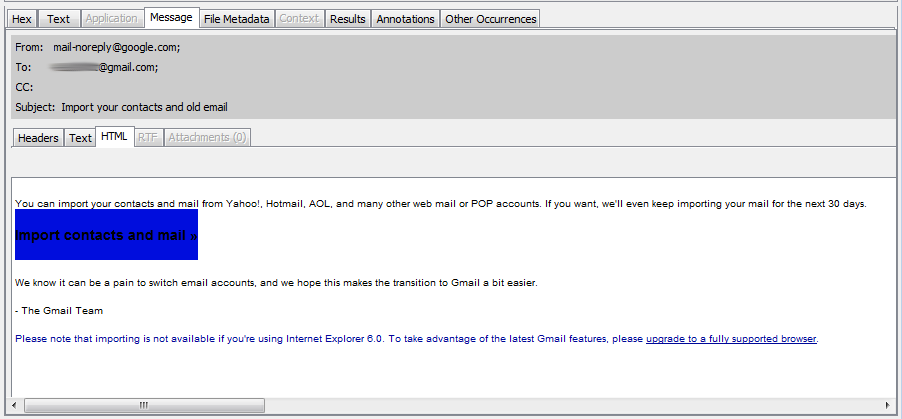 Hex Text Application Message File Metadata Context Results Annotations Other Occurrences
From: mail-noreply@google.com;
To: @gmail.com;
CC:
Subject: Import your contacts and old email
Headers Text HTML RTF Attachments (0)
You can import your contacts and mail from Yahoo!, Hotmail, AOL, and many other web mail or POP accounts. If you want, we'll even keep importing your mail for the next 30 days.
Import contacts and mail »
We know it can be a pain to switch email accounts, and we hope this makes the transition to Gmail a bit easier.
- The Gmail Team
Please note that importing is not available if you're using Internet Explorer 6.0. To take advantage of the latest Gmail features, please upgrade to a fully supported browser.